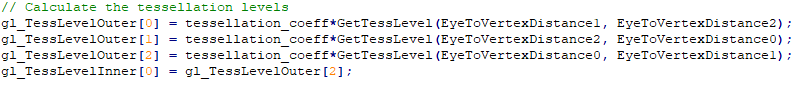 // Calculate the tessellation levels
gl_TessLevelOuter[0] = tessellation_coeff*GetTessLevel(EyeToVertexDistance1, EyeToVertexDistance2);
gl_TessLevelOuter[1] = tessellation_coeff*GetTessLevel(EyeToVertexDistance2, EyeToVertexDistance0);
gl_TessLevelOuter[2] = tessellation_coeff*GetTessLevel(EyeToVertexDistance0, EyeToVertexDistance1);
gl_TessLevelInner[0] = gl_TessLevelOuter[2];